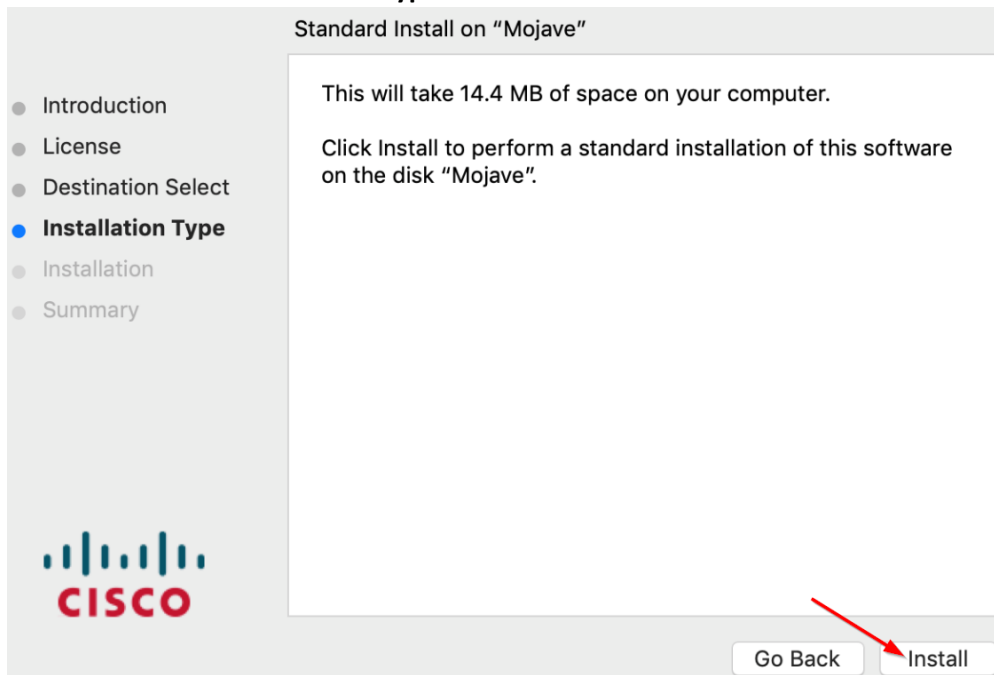 Standard Install on “Mojave”
Introduction
License
Destination Select
Installation Type
Installation
Summary
This will take 14.4 MB of space on your computer.
Click Install to perform a standard installation of this software
on the disk “Mojave”.
CISCO
Go Back
Install